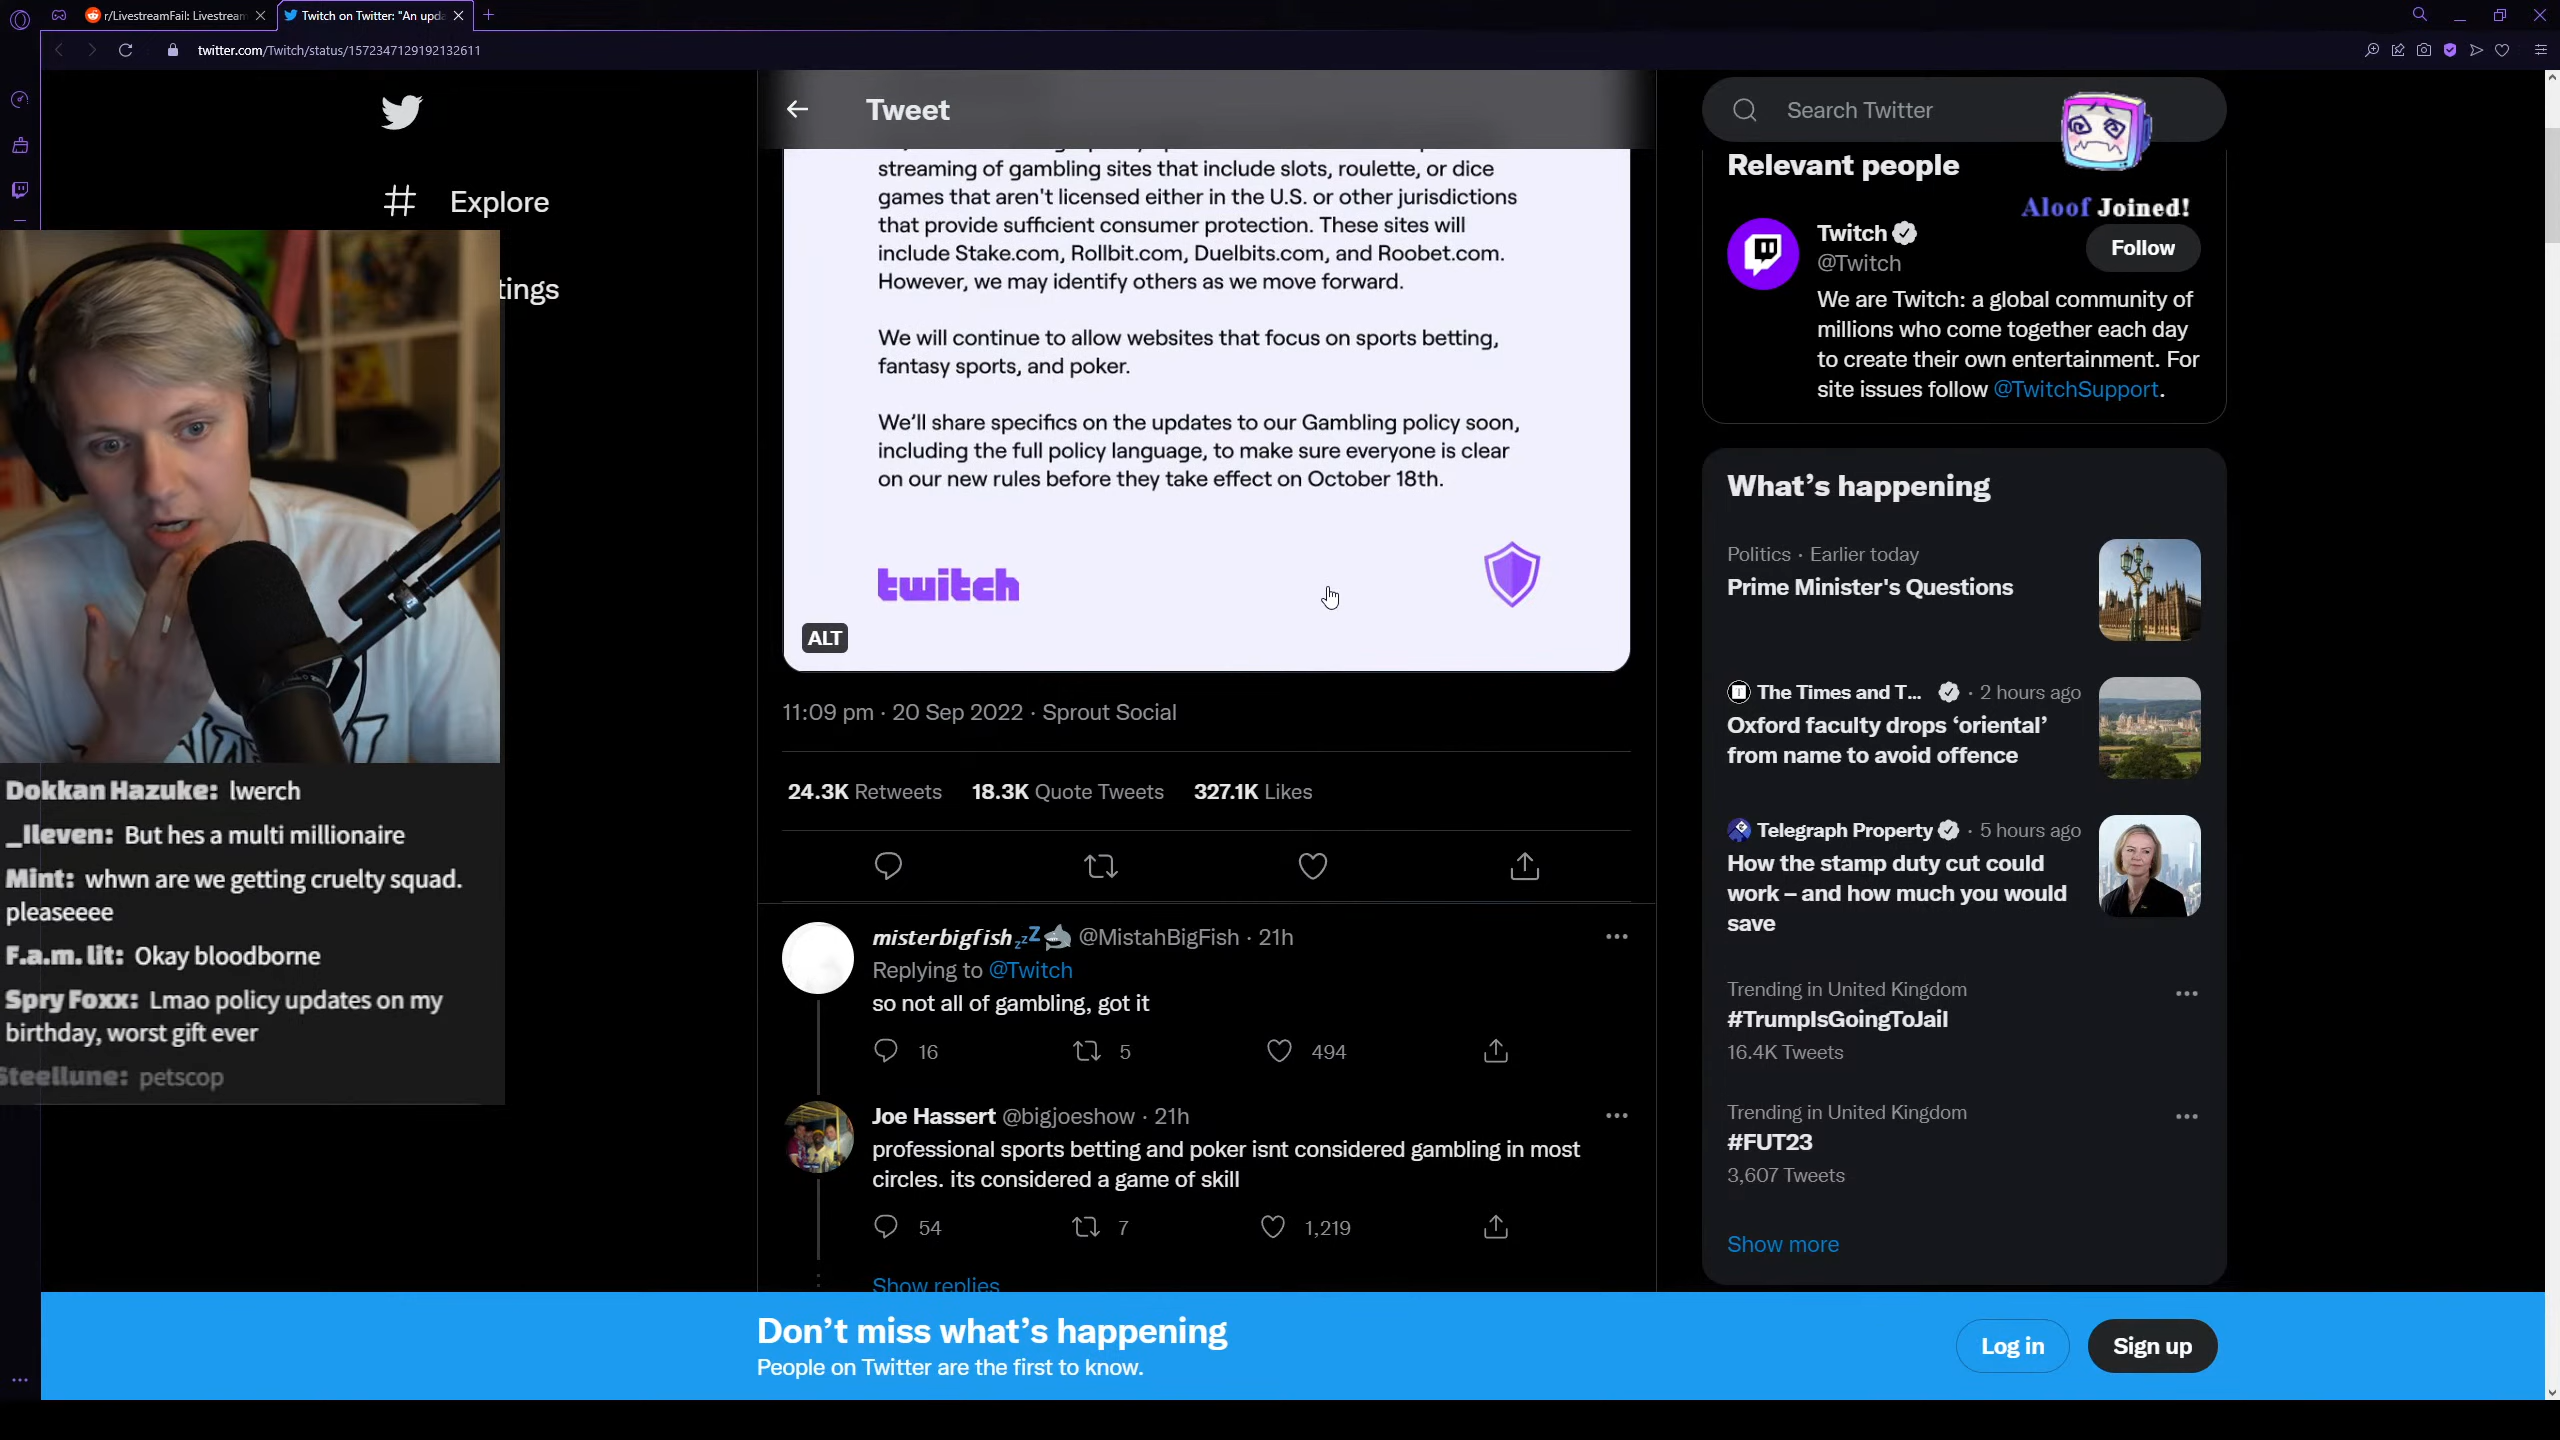 r/LivestreamFail: Livestream
Twitch on Twitter: "An upda
twitter.com/Twitch/status/1572347129192132611
Explore
tings
Tweet
streaming of gambling sites that include slots, roulette, or dice
games that aren't licensed either in the U.S. or other jurisdictions
that provide sufficient consumer protection. These sites will
include Stake.com, Rollbit.com, Duelbits.com, and Roobet.com.
However, we may identify others as we move forward.
We will continue to allow websites that focus on sports betting,
fantasy sports, and poker.
We'll share specifics on the updates to our Gambling policy soon,
including the full policy language, to make sure everyone is clear
on our new rules before they take effect on October 18th.
twitch
ALT
11:09 pm · 20 Sep 2022 · Sprout Social
24.3K Retweets 18.3K Quote Tweets 327.1K Likes
misterbigfish zzZ @MistahBigFish · 21h
Replying to @Twitch
so not all of gambling, got it
16 5 494
Joe Hassert @bigjoeshow · 21h
professional sports betting and poker isnt considered gambling in most
circles. its considered a game of skill
54 7 1,219
Show replies
Dokkan Hazuke: lwerch
_Ileven: But hes a multi millionaire
Mint: whwn are we getting cruelty squad.
pleaseeee
F.a.m. lit: Okay bloodborne
Spry Foxx: Lmao policy updates on my
birthday, worst gift ever
Steellune: petscop
Search Twitter
Relevant people
Aloof Joined!
Twitch
@Twitch
Follow
We are Twitch: a global community of
millions who come together each day
to create their own entertainment. For
site issues follow @TwitchSupport.
What's happening
Politics · Earlier today
Prime Minister's Questions
The Times and T... · 2 hours ago
Oxford faculty drops ‘oriental’
from name to avoid offence
Telegraph Property · 5 hours ago
How the stamp duty cut could
work – and how much you would
save
Trending in United Kingdom
#TrumpIsGoingToJail
16.4K Tweets
Trending in United Kingdom
#FUT23
3,607 Tweets
Show more
Don't miss what's happening
People on Twitter are the first to know.
Log in
Sign up